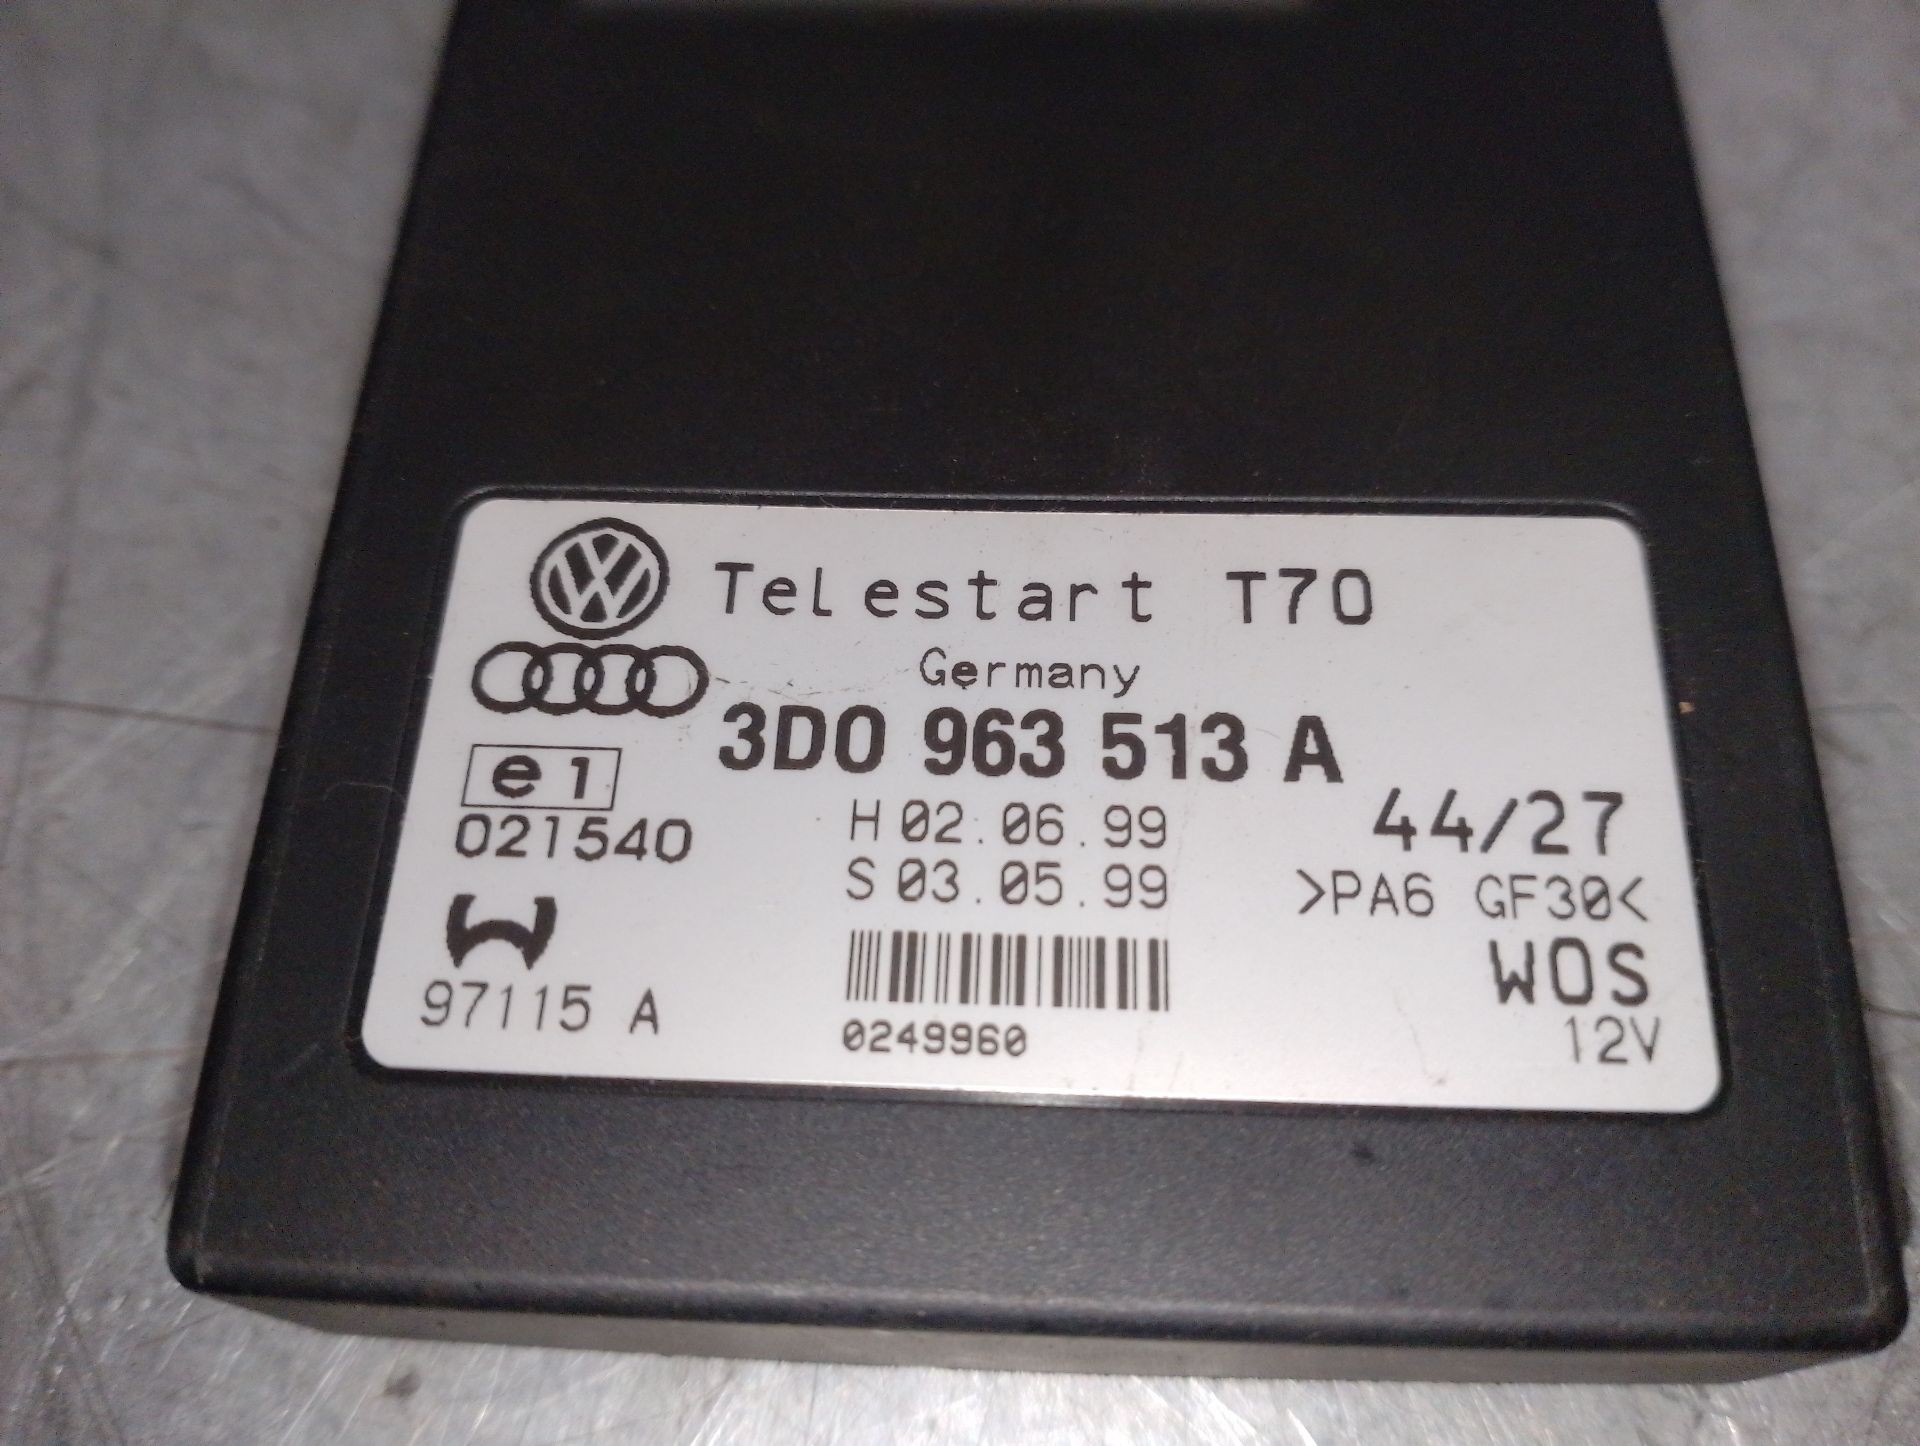 Telestart T70
Germany
3D0 963 513 A
e1
021540
H 02.06.99
S 03.05.99
44/27
>PA6 GF30<
WOS
12V
97115 A
0249960